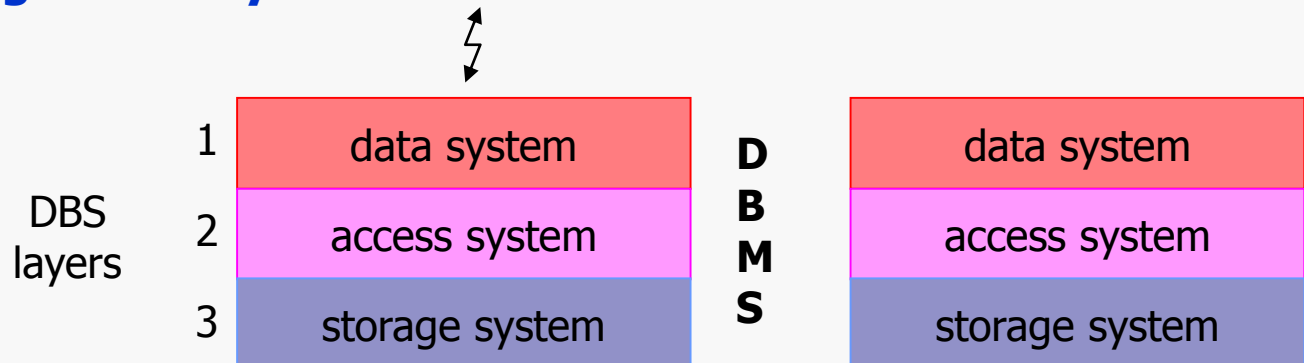 1
data system
D
data system
DBS
layers
2
access system
B
M
access system
3
storage system
S
storage system